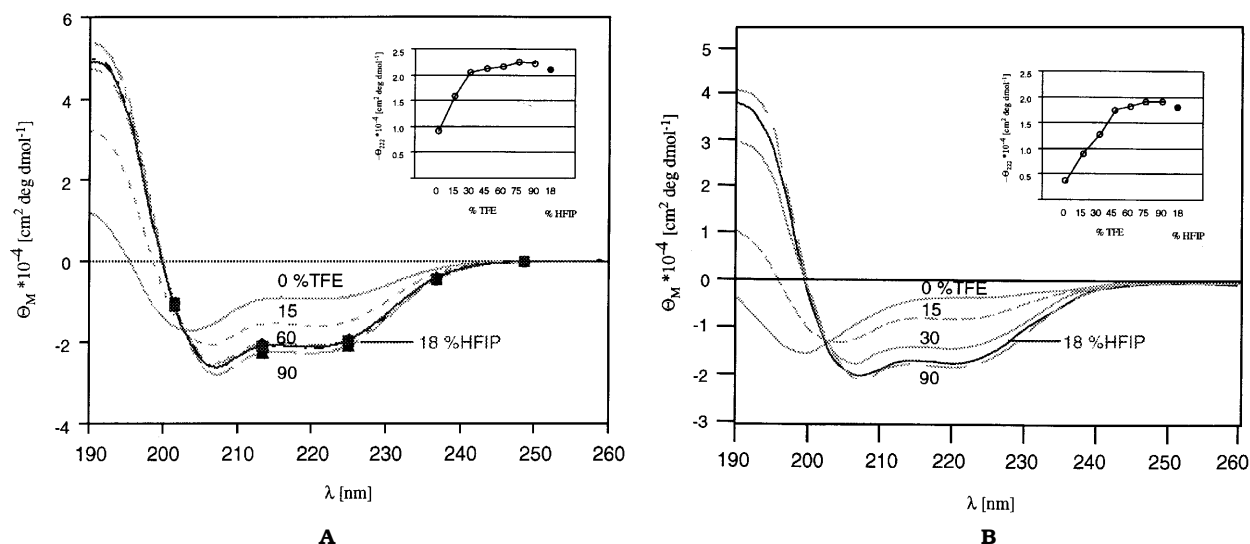 6
4
2
0
-2
-4
Θ_M *10⁻⁴ [cm² deg dmol⁻¹]
190 200 210 220 230 240 250 260
λ [nm]
0 %TFE
15
60
90
18 %HFIP
2.5
2.0
1.5
1.0
0.5
−Θ₂₂₂ *10⁻⁴ [cm² deg dmol⁻¹]
0 15 30 45 60 75 90 18
% TFE % HFIP
A
5
4
3
2
1
0
-1
-2
-3
Θ_M *10⁻⁴ [cm² deg dmol⁻¹]
190 200 210 220 230 240 250 260
λ [nm]
0 %TFE
15
30
90
18 %HFIP
2.5
2.0
1.5
1.0
0.5
−Θ₂₂₂ *10⁻⁴ [cm² deg dmol⁻¹]
0 15 30 45 60 75 90 18
% TFE % HFIP
B